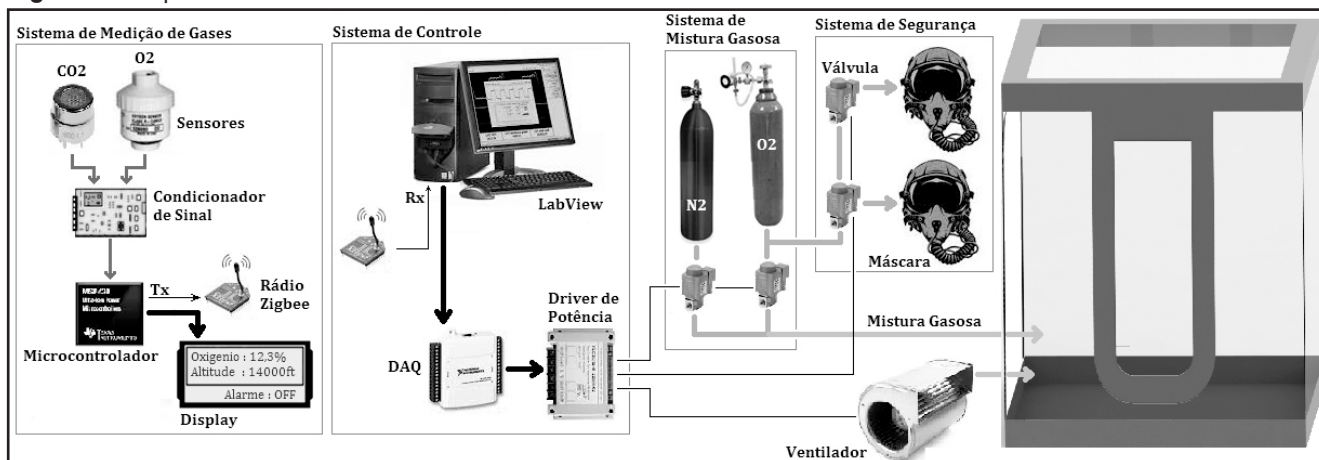 Sistema de Medição de Gases
CO2
O2
Sensores
Condicionador
de Sinal
Tx
Rádio
Zigbee
Microcontrolador
TEXAS
INSTRUMENTS
Oxigenio : 12,3%
Altitude : 14000ft
Alarme : OFF
Display
Sistema de Controle
Rx
LabView
DAQ
Driver de
Potência
Sistema de
Mistura Gasosa
N2
O2
Sistema de Segurança
Válvula
Máscara
Mistura Gasosa
Ventilador